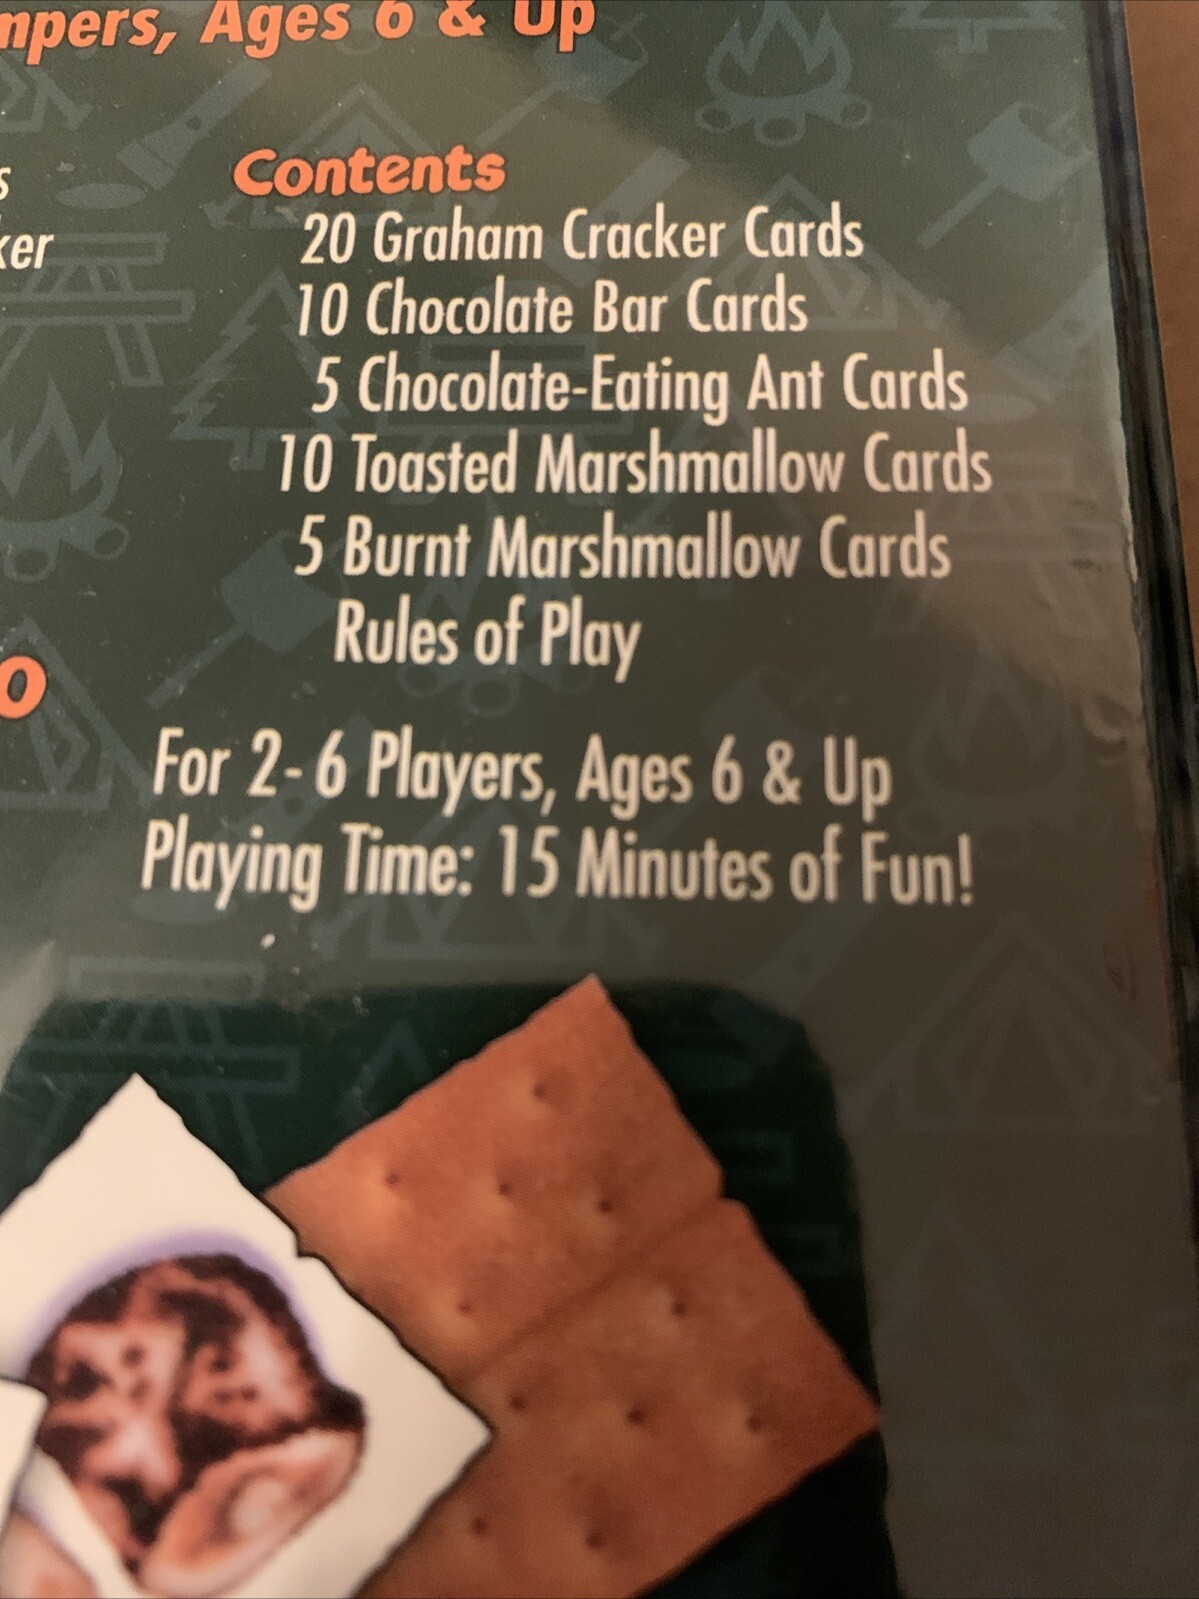 Ages 6 & Up
Contents
20 Graham Cracker Cards
10 Chocolate Bar Cards
5 Chocolate-Eating Ant Cards
10 Toasted Marshmallow Cards
5 Burnt Marshmallow Cards
Rules of Play
For 2-6 Players, Ages 6 & Up
Playing Time: 15 Minutes of Fun!